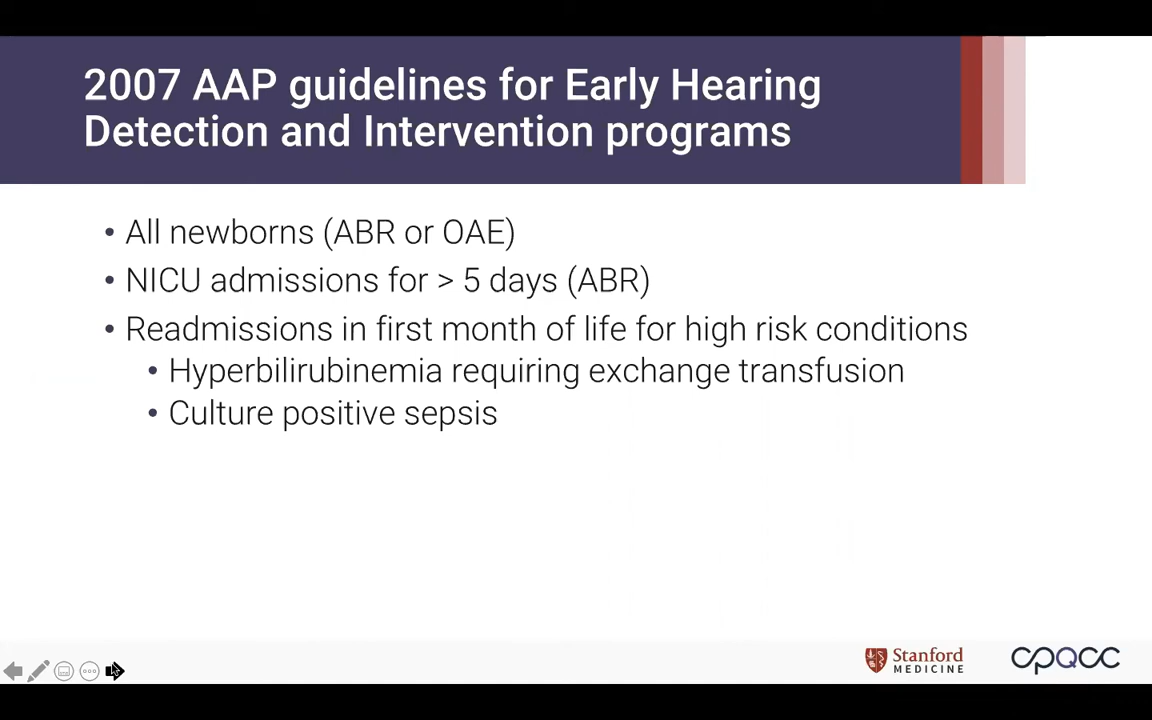 2007 AAP guidelines for Early Hearing
Detection and Intervention programs
• All newborns (ABR or OAE)
• NICU admissions for > 5 days (ABR)
• Readmissions in first month of life for high risk conditions
• Hyperbilirubinemia requiring exchange transfusion
• Culture positive sepsis
Stanford
MEDICINE
cpqcc